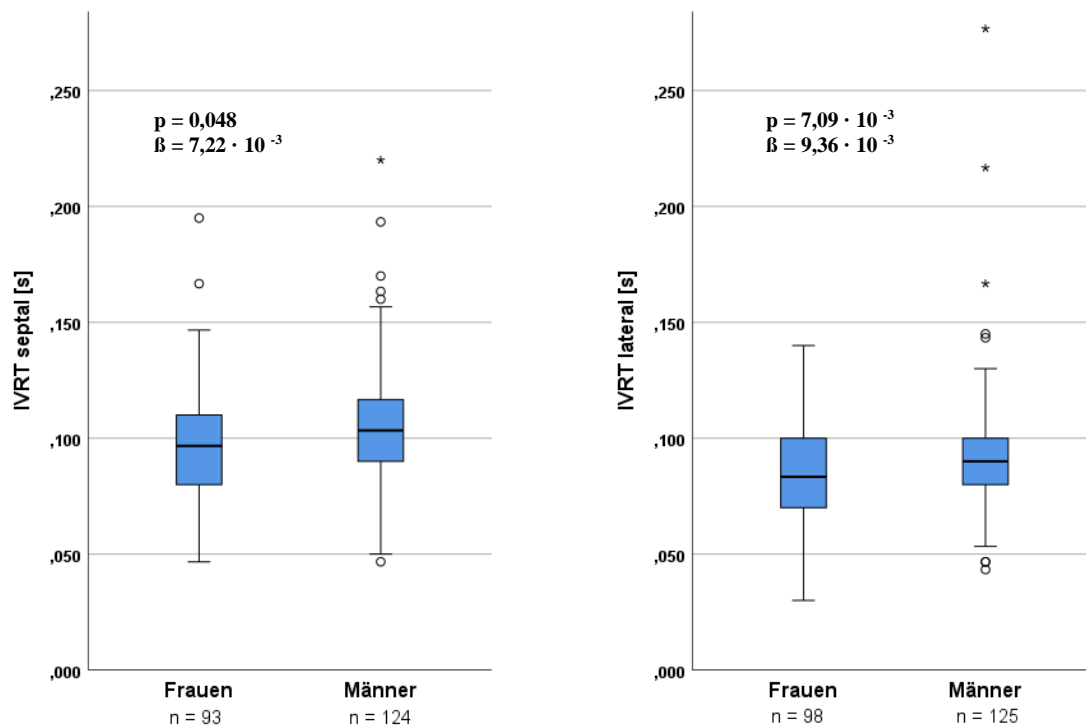 IVRT septal [s]
,250
,200
,150
,100
,050
,000
p = 0,048
ß = 7,22 · 10 -3
Frauen
Männer
n = 93
n = 124
IVRT lateral [s]
,250
,200
,150
,100
,050
,000
p = 7,09 · 10 -3
ß = 9,36 · 10 -3
Frauen
Männer
n = 98
n = 125